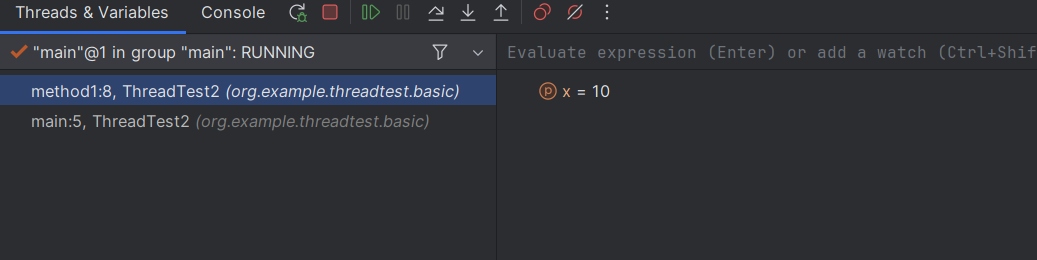 Threads & Variables Console
"main"@1 in group "main": RUNNING
Evaluate expression (Enter) or add a watch (Ctrl+Shif
method1:8, ThreadTest2 (org.example.threadtest.basic)
main:5, ThreadTest2 (org.example.threadtest.basic)
p x = 10